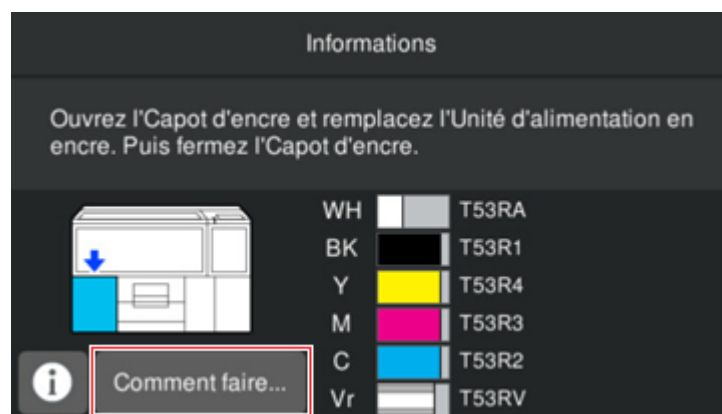 Informations
Ouvrez l'Capot d'encre et remplacez l'Unité d'alimentation en
encre. Puis fermez l'Capot d'encre.
WH T53RA
BK T53R1
Y T53R4
M T53R3
C T53R2
Vr T53RV
i Comment faire...